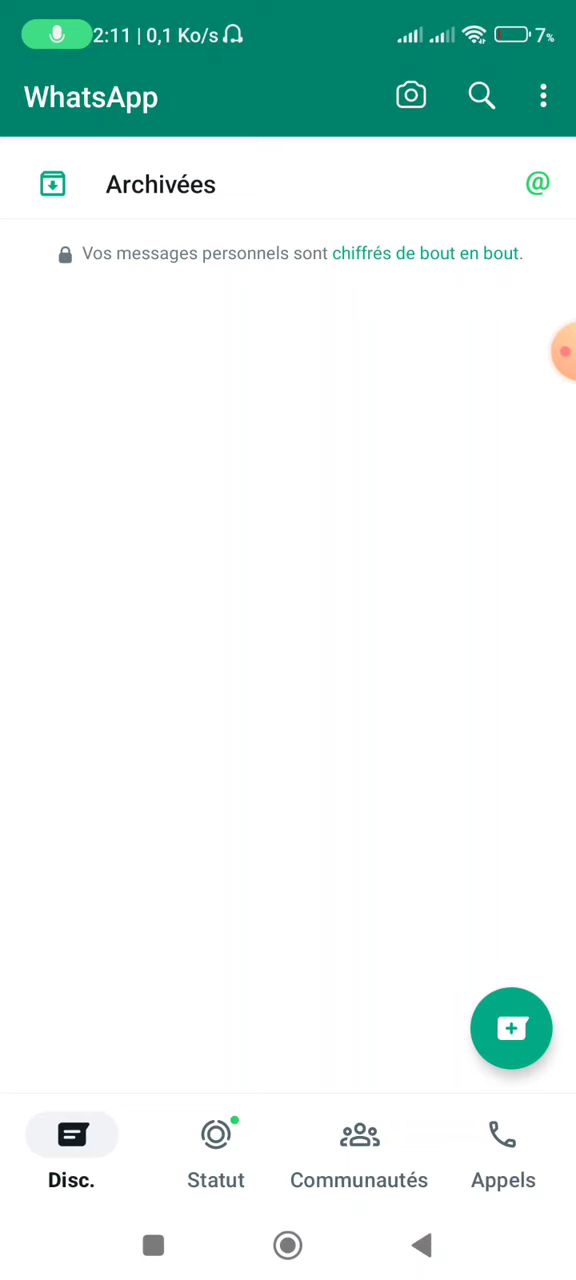 2:11 | 0,1 Ko/s 7%
WhatsApp
Archivées @
Vos messages personnels sont chiffrés de bout en bout.
Disc. Statut Communautés Appels